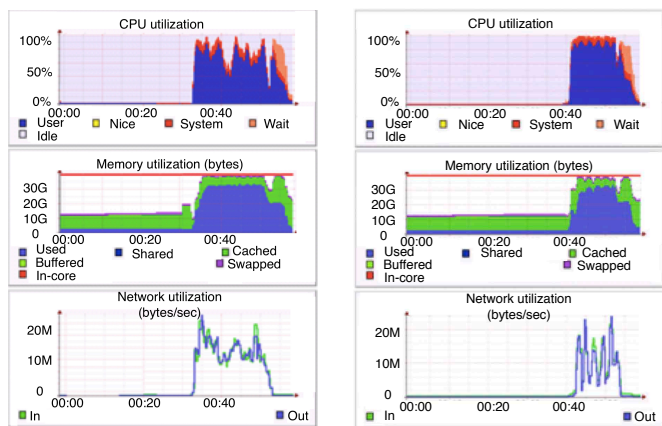 CPU utilization
100%
50%
0%
00:00 00:20 00:40
User Nice System Wait
Idle
Memory utilization (bytes)
30G
20G
10G
0
00:00 00:20 00:40
Used Shared Cached
Buffered Swapped
In-core
Network utilization
(bytes/sec)
20M
10M
0
00:00 00:20 00:40
In Out
CPU utilization
100%
50%
0%
00:00 00:20 00:40
User Nice System Wait
Idle
Memory utilization (bytes)
30G
20G
10G
0
00:00 00:20 00:40
Used Shared Cached
Buffered Swapped
In-core
Network utilization
(bytes/sec)
20M
10M
0
00:00 00:20 00:40
In Out